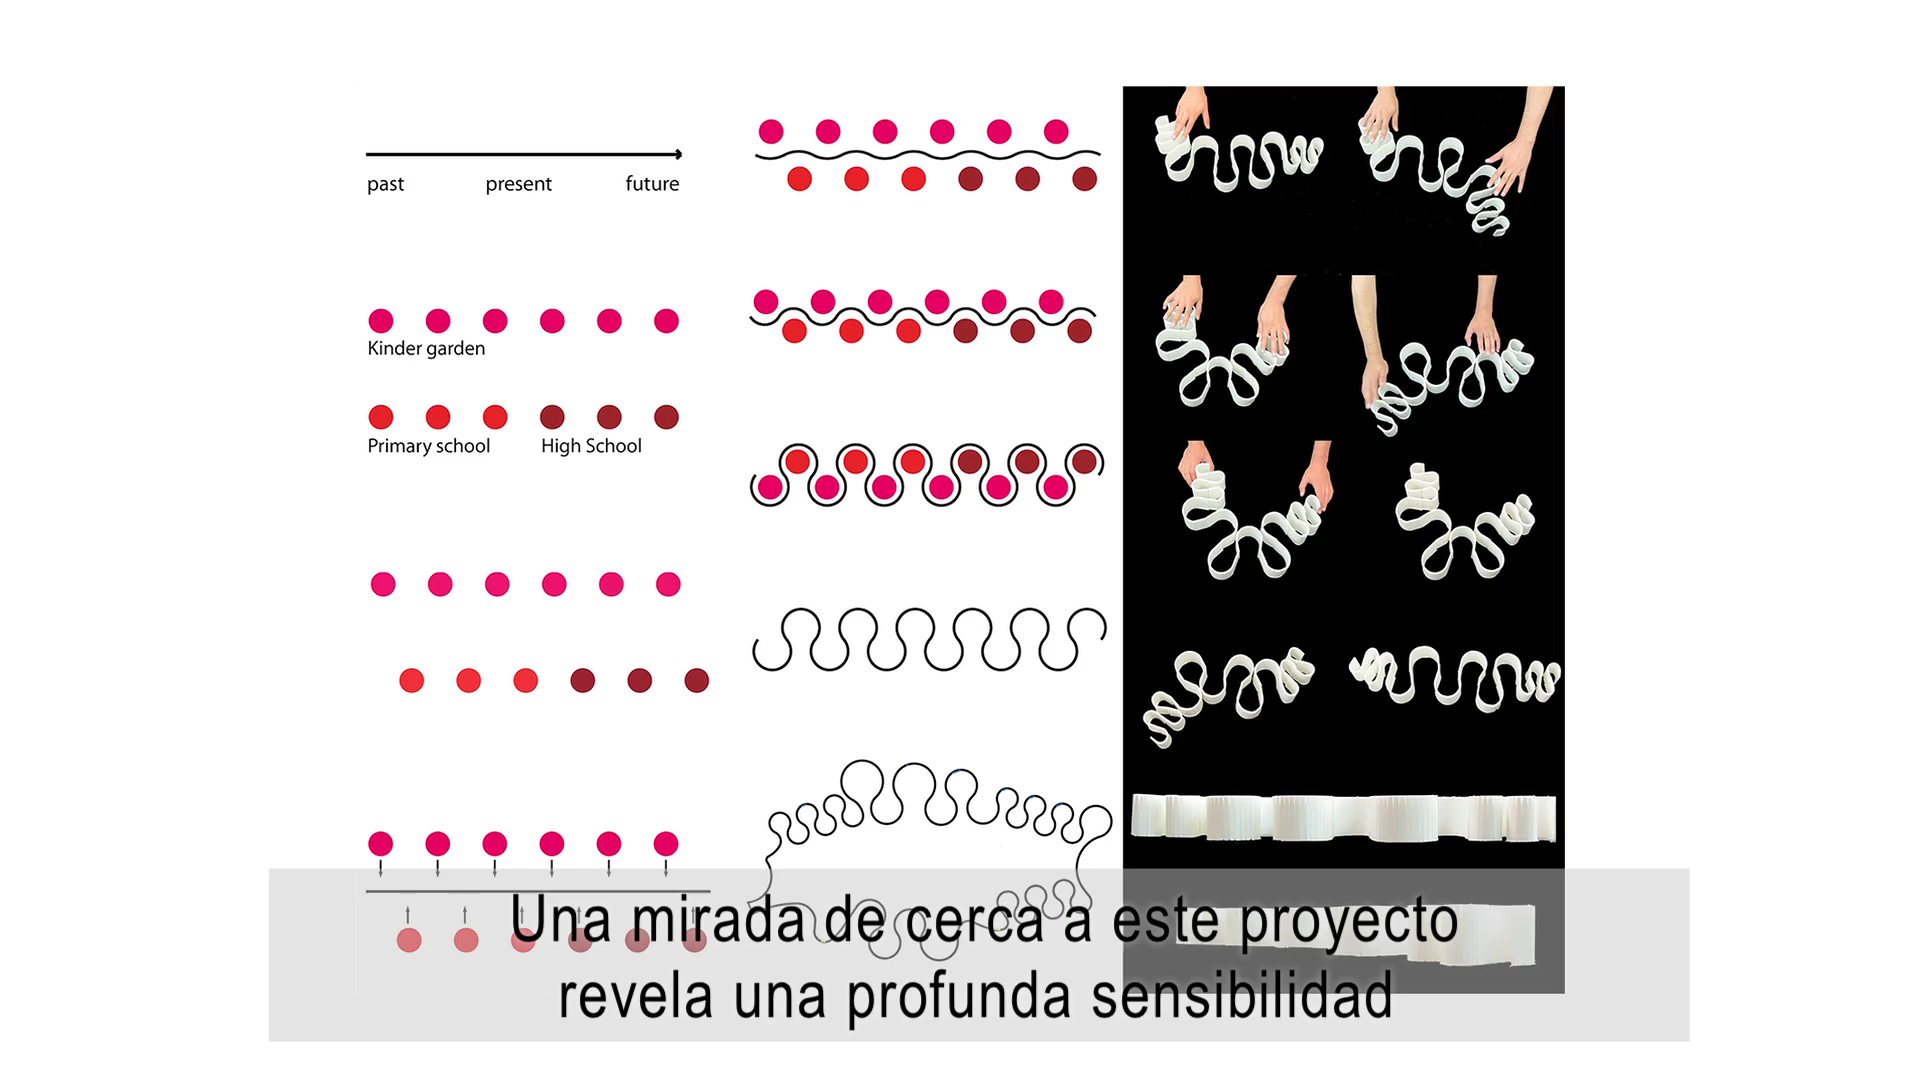 past present future
Kinder garden
Primary school High School
Una mirada de cerca a este proyecto
revela una profunda sensibilidad